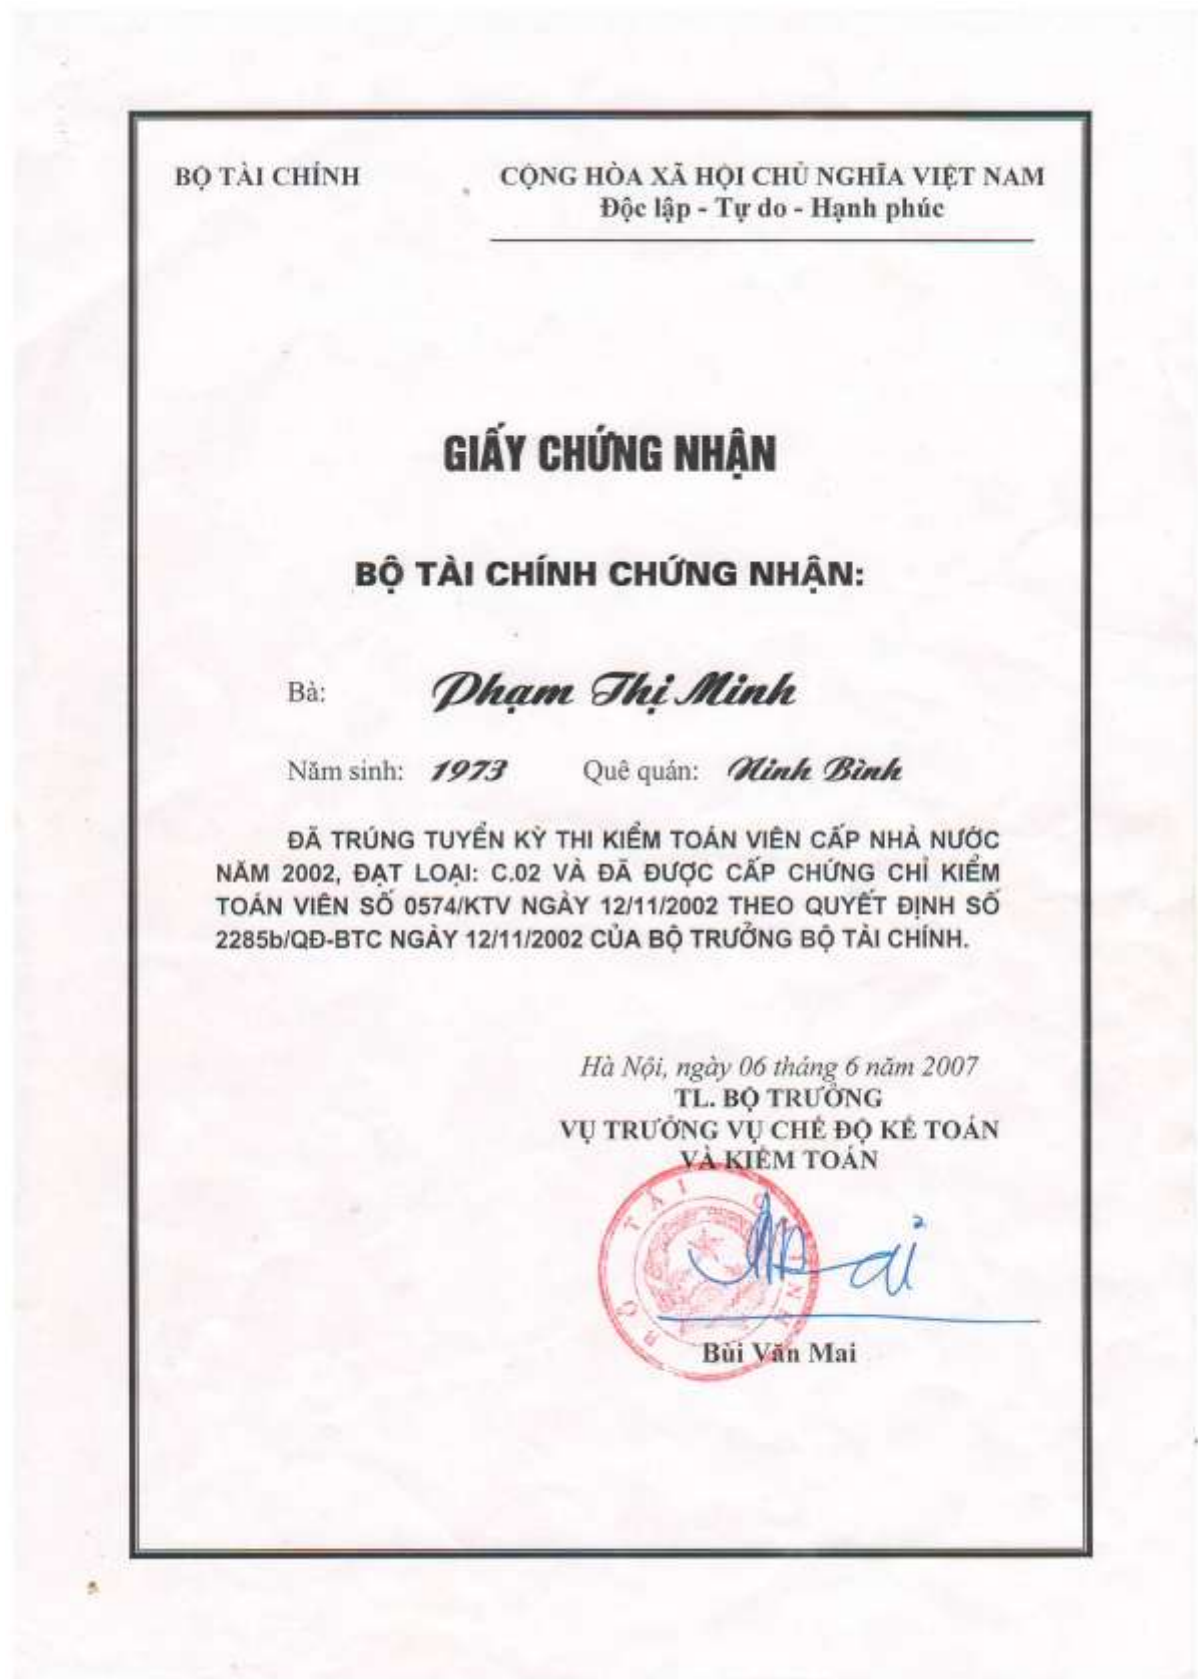 BỘ TÀI CHÍNH
CỘNG HÒA XÃ HỘI CHỦ NGHĨA VIỆT NAM
Độc lập - Tự do - Hạnh phúc
GIẤY CHỨNG NHẬN
BỘ TÀI CHÍNH CHỨNG NHẬN:
Bà: Phạm Thị Minh
Năm sinh: 1973 Quê quán: Ninh Bình
ĐÃ TRÚNG TUYỂN KỲ THI KIỂM TOÁN VIÊN CẤP NHÀ NƯỚC
NĂM 2002, ĐẠT LOẠI: C.02 VÀ ĐÃ ĐƯỢC CẤP CHỨNG CHỈ KIỂM
TOÁN VIÊN SỐ 0574/KTV NGÀY 12/11/2002 THEO QUYẾT ĐỊNH SỐ
2285b/QĐ-BTC NGÀY 12/11/2002 CỦA BỘ TRƯỞNG BỘ TÀI CHÍNH.
Hà Nội, ngày 06 tháng 6 năm 2007
TL. BỘ TRƯỞNG
VỤ TRƯỞNG VỤ CHẾ ĐỘ KẾ TOÁN
VÀ KIỂM TOÁN
BỘ TÀI CHÍNH
Mai
Bùi Văn Mai